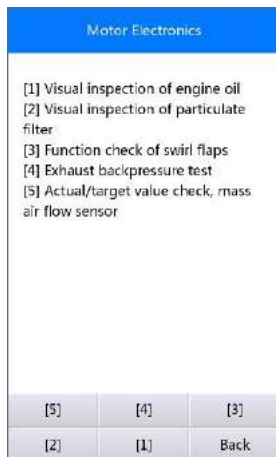 Motor Electronics
[1] Visual inspection of engine oil
[2] Visual inspection of particulate
filter
[3] Function check of swirl flaps
[4] Exhaust backpressure test
[5] Actual/target value check, mass
air flow sensor
[5] [4] [3]
[2] [1] Back